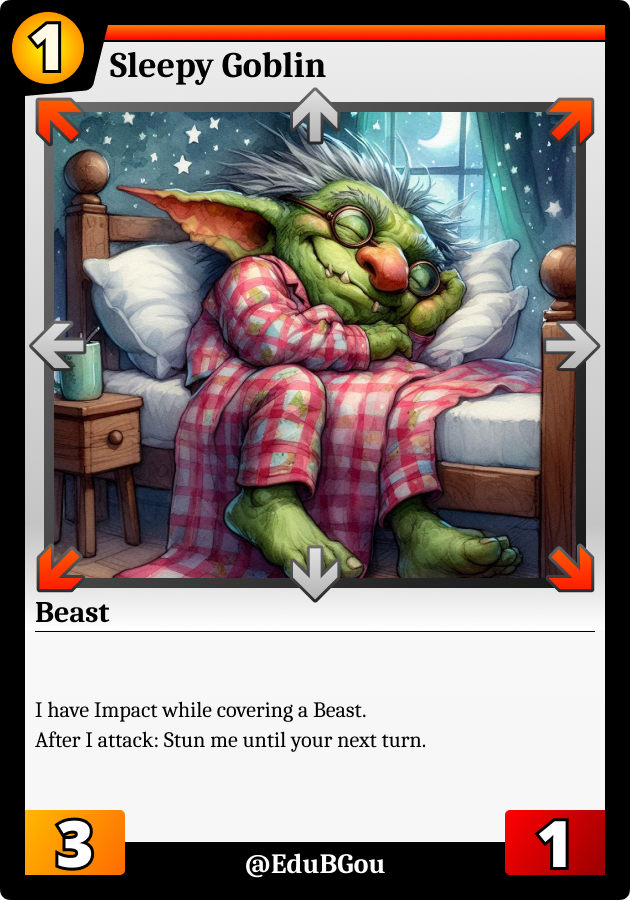 1
Sleepy Goblin
Beast
I have Impact while covering a Beast.
After I attack: Stun me until your next turn.
3
@EduBGou
1